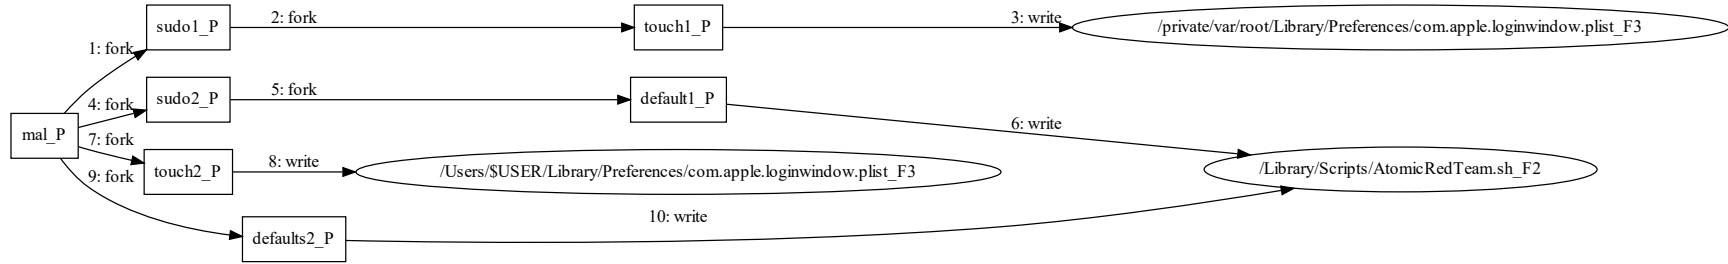 sudo1_P
2: fork
touch1_P
3: write
/private/var/root/Library/Preferences/com.apple.loginwindow.plist_F3
1: fork
sudo2_P
5: fork
default1_P
4: fork
6: write
mal_P
7: fork
touch2_P
8: write
/Users/$USER/Library/Preferences/com.apple.loginwindow.plist_F3
/Library/Scripts/AtomicRedTeam.sh_F2
9: fork
defaults2_P
10: write